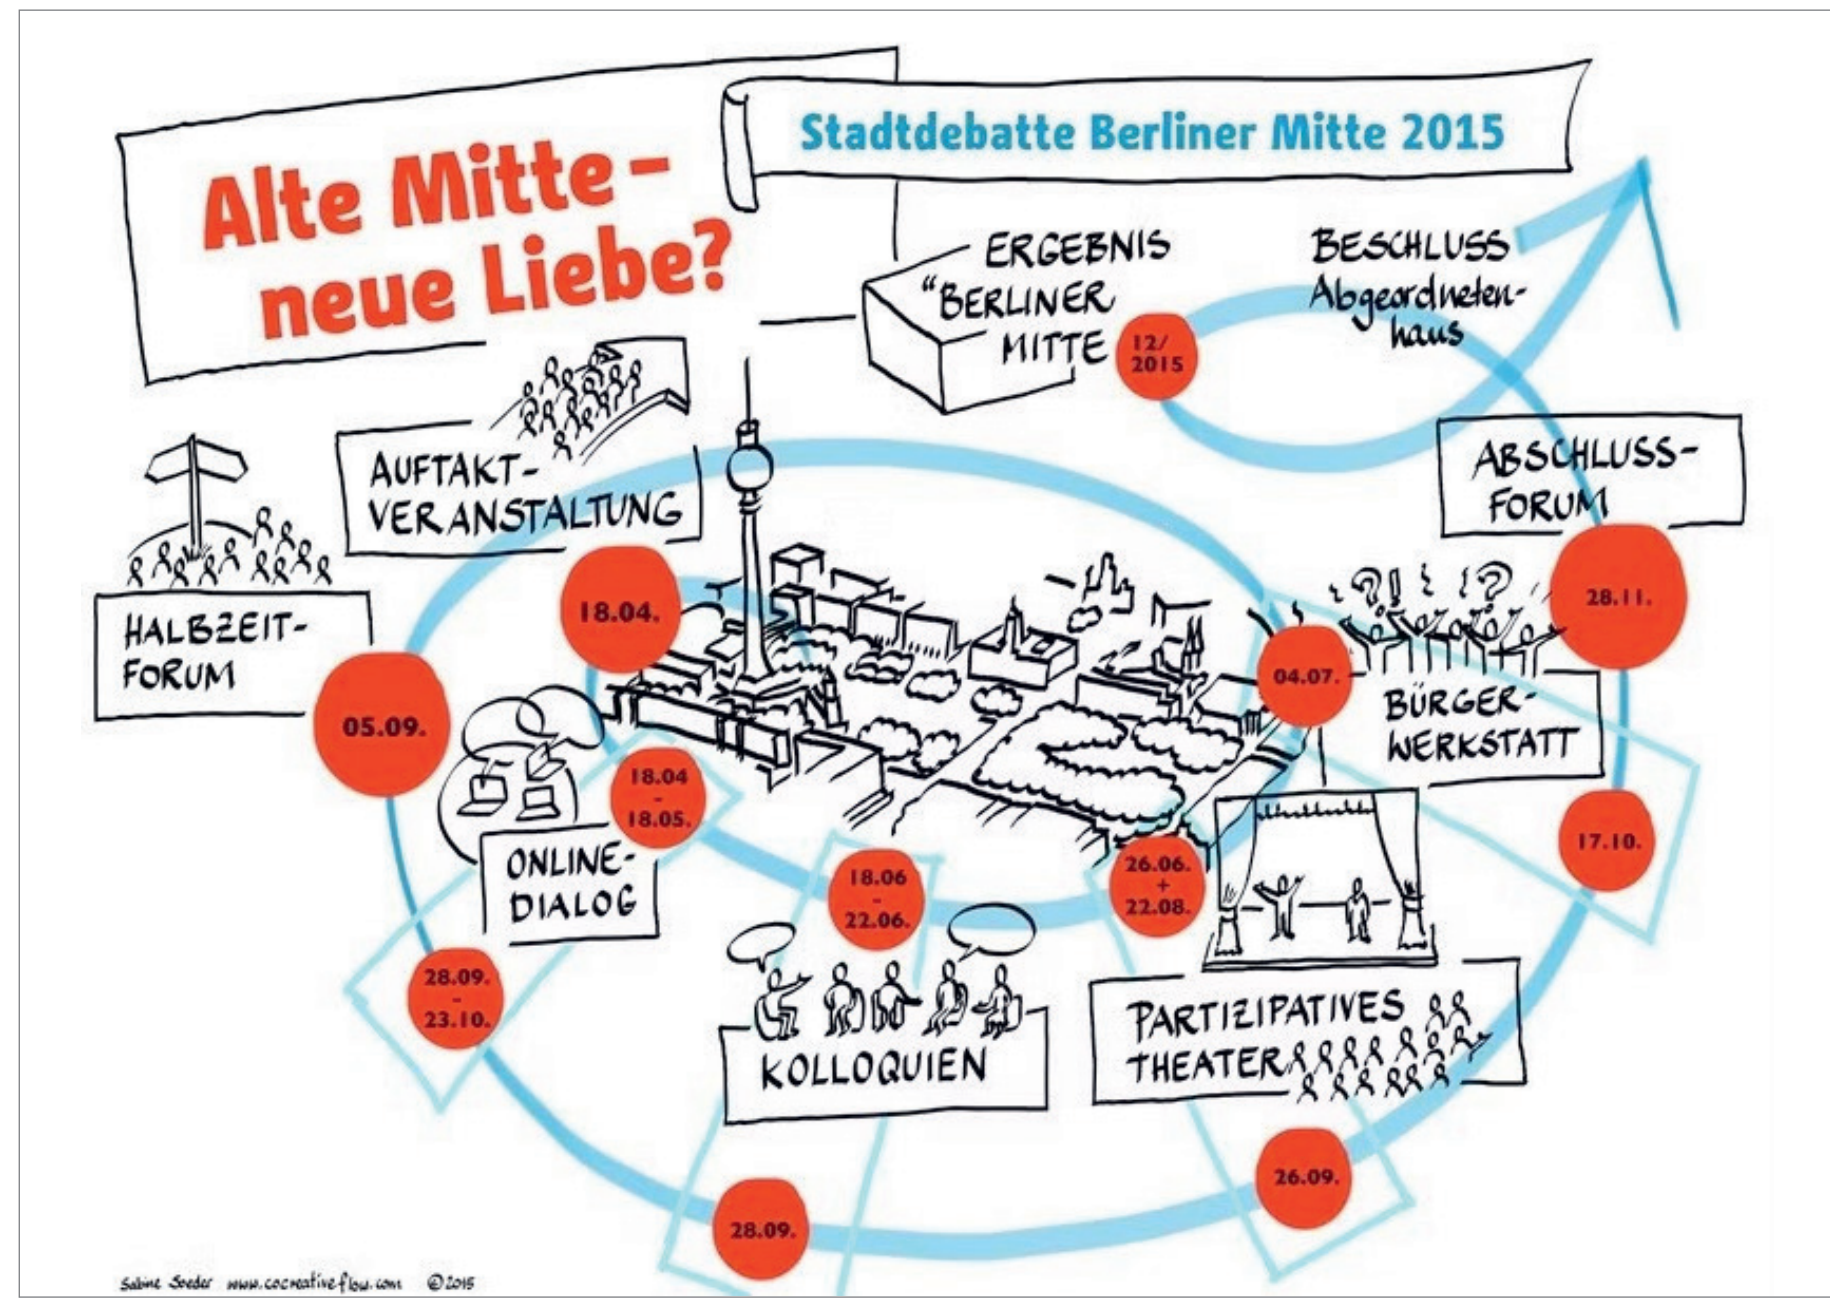 Alte Mitte –
neue Liebe?
Stadtdebatte Berliner Mitte 2015
ERGEBNIS
"BERLINER
MITTE
12/
2015
BESCHLUSS
Abgeordneten-
haus
AUFTAKT-
VERANSTALTUNG
18.04.
HALBZEIT-
FORUM
05.09.
ABSCHLUSS-
FORUM
28.11.
04.07.
BÜRGER-
WERKSTATT
17.10.
18.04
-
18.05.
ONLINE-
DIALOG
28.09.
-
23.10.
18.06
-
22.06.
KOLLOQUIEN
28.09.
26.06.
+
22.08.
PARTIZIPATIVES
THEATER
26.09.
Sabine Soeder www.cocreativeflow.com ©2015